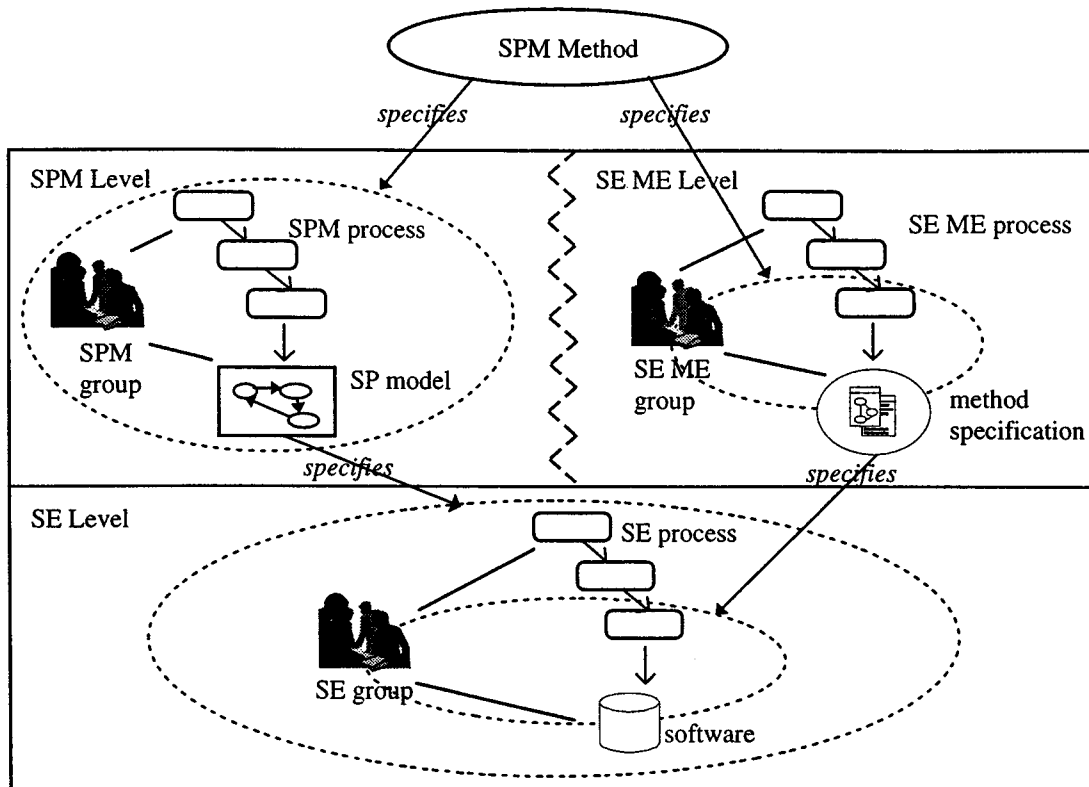 SPM Method
specifies
specifies
SPM Level
SPM process
SPM
group
SP model
specifies
SE ME Level
SE ME process
SE ME
group
method
specification
specifies
SE Level
SE process
SE group
software